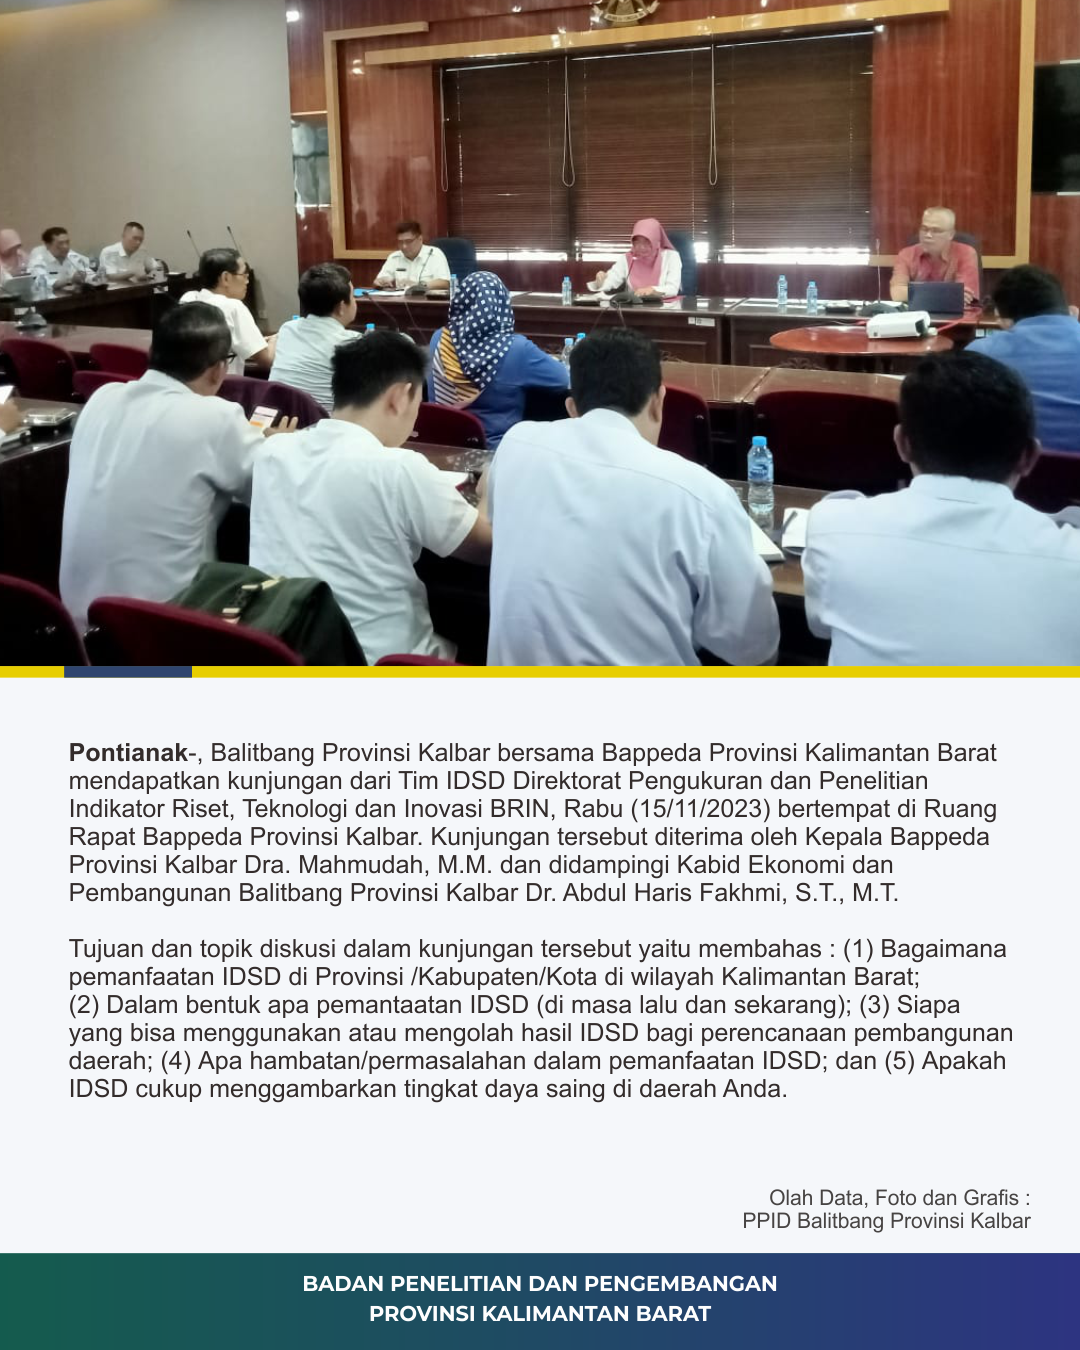 Pontianak-, Balitbang Provinsi Kalbar bersama Bappeda Provinsi Kalimantan Barat
mendapatkan kunjungan dari Tim IDSD Direktorat Pengukuran dan Penelitian
Indikator Riset, Teknologi dan Inovasi BRIN, Rabu (15/11/2023) bertempat di Ruang
Rapat Bappeda Provinsi Kalbar. Kunjungan tersebut diterima oleh Kepala Bappeda
Provinsi Kalbar Dra. Mahmudah, M.M. dan didampingi Kabid Ekonomi dan
Pembangunan Balitbang Provinsi Kalbar Dr. Abdul Haris Fakhmi, S.T., M.T.
Tujuan dan topik diskusi dalam kunjungan tersebut yaitu membahas : (1) Bagaimana
pemanfaatan IDSD di Provinsi /Kabupaten/Kota di wilayah Kalimantan Barat;
(2) Dalam bentuk apa pemantaatan IDSD (di masa lalu dan sekarang); (3) Siapa
yang bisa menggunakan atau mengolah hasil IDSD bagi perencanaan pembangunan
daerah; (4) Apa hambatan/permasalahan dalam pemanfaatan IDSD; dan (5) Apakah
IDSD cukup menggambarkan tingkat daya saing di daerah Anda.
Olah Data, Foto dan Grafis :
PPID Balitbang Provinsi Kalbar
BADAN PENELITIAN DAN PENGEMBANGAN
PROVINSI KALIMANTAN BARAT